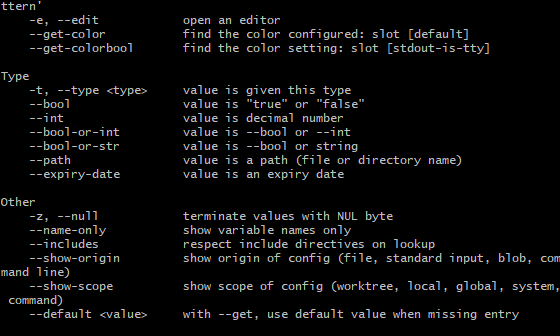 ttern'
    -e, --edit            open an editor
    --get-color           find the color configured: slot [default]
    --get-colorbool       find the color setting: slot [stdout-is-tty]

Type
    -t, --type <type>     value is given this type
    --bool                value is "true" or "false"
    --int                 value is decimal number
    --bool-or-int         value is --bool or --int
    --bool-or-str         value is --bool or string
    --path                value is a path (file or directory name)
    --expiry-date         value is an expiry date

Other
    -z, --null            terminate values with NUL byte
    --name-only           show variable names only
    --includes            respect include directives on lookup
    --show-origin         show origin of config (file, standard input, blob, com
mand line)
    --show-scope          show scope of config (worktree, local, global, system,
 command)
    --default <value>     with --get, use default value when missing entry